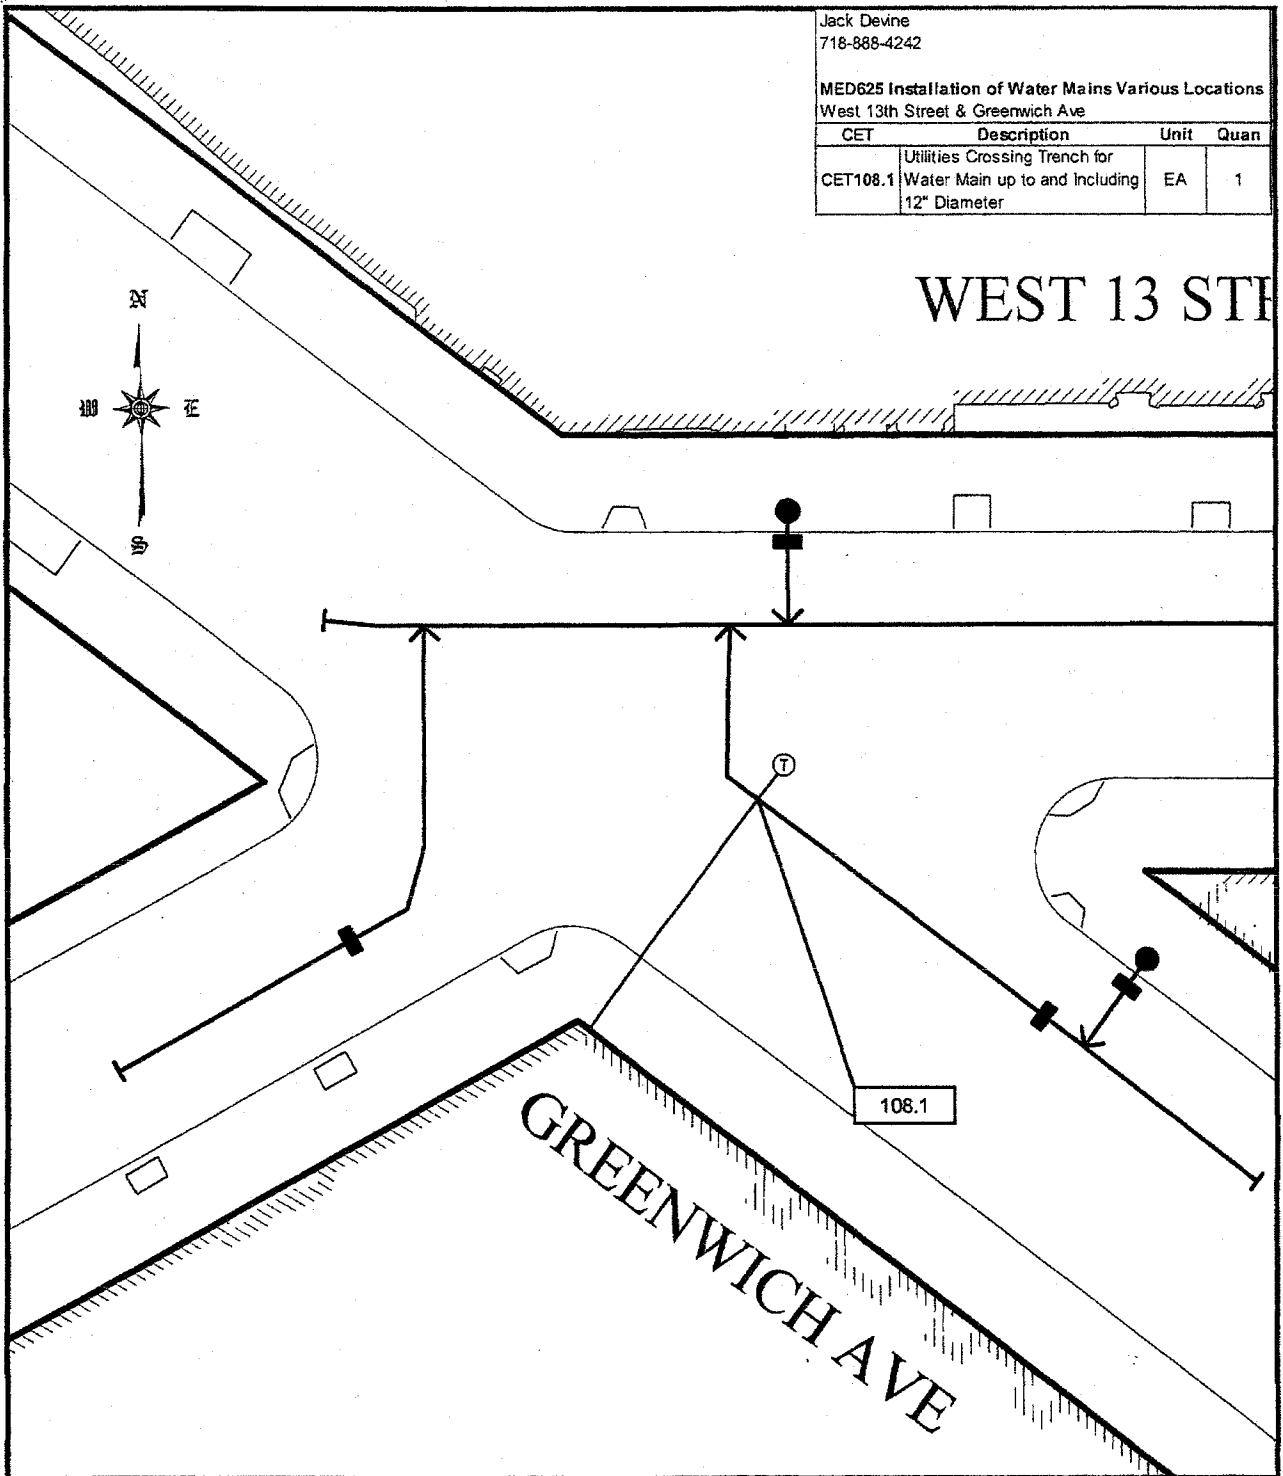 Jack Devine
718-888-4242
MED625 Installation of Water Mains Various Locations
West 13th Street & Greenwich Ave
CET Description Unit Quan
CET108.1 Utilities Crossing Trench for Water Main up to and Including 12" Diameter EA 1
WEST 13 STR
N
W E
S
T
108.1
GREENWICH AVE